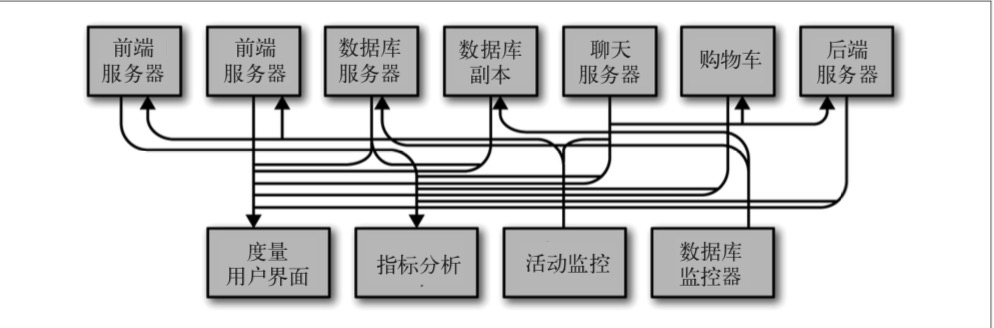 前端
服务器
前端
服务器
数据库
服务器
数据库
副本
聊天
服务器
购物车
后端
服务器
度量
用户界面
指标分析
活动监控
数据库
监控器